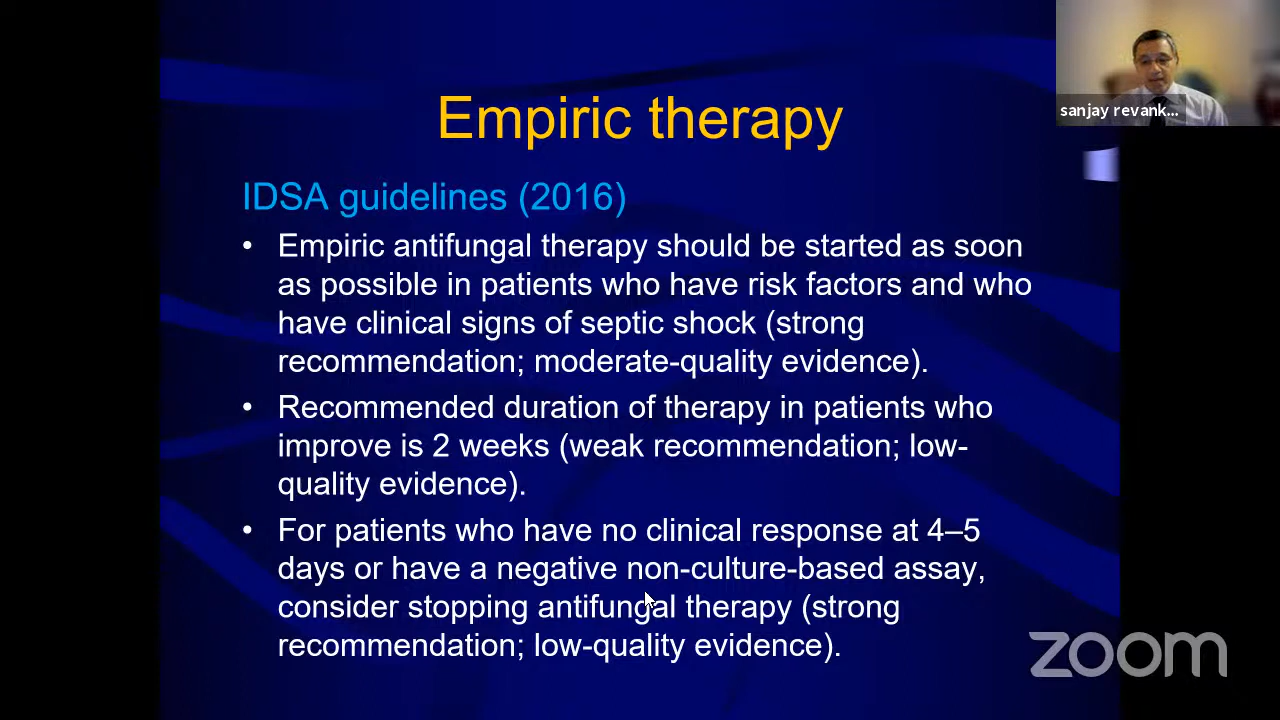 sanjay revank...
Empiric therapy
IDSA guidelines (2016)
• Empiric antifungal therapy should be started as soon
as possible in patients who have risk factors and who
have clinical signs of septic shock (strong
recommendation; moderate-quality evidence).
• Recommended duration of therapy in patients who
improve is 2 weeks (weak recommendation; low-
quality evidence).
• For patients who have no clinical response at 4–5
days or have a negative non-culture-based assay,
consider stopping antifungal therapy (strong
recommendation; low-quality evidence).
zoom